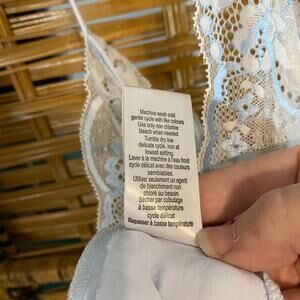 Machine wash cold
gentle cycle with like colours
Use only non chlorine
bleach when needed
Tumble dry low
delicate cycle. Iron at
lowest setting.
Laver à la machine à l'eau froid
cycle délicat avec des couleurs
semblables.
Utiliser seulement un agent
de blanchiment non
chloré au besoin
Sécher par culbutage
à basse température
cycle délicat
Repasser à basse température